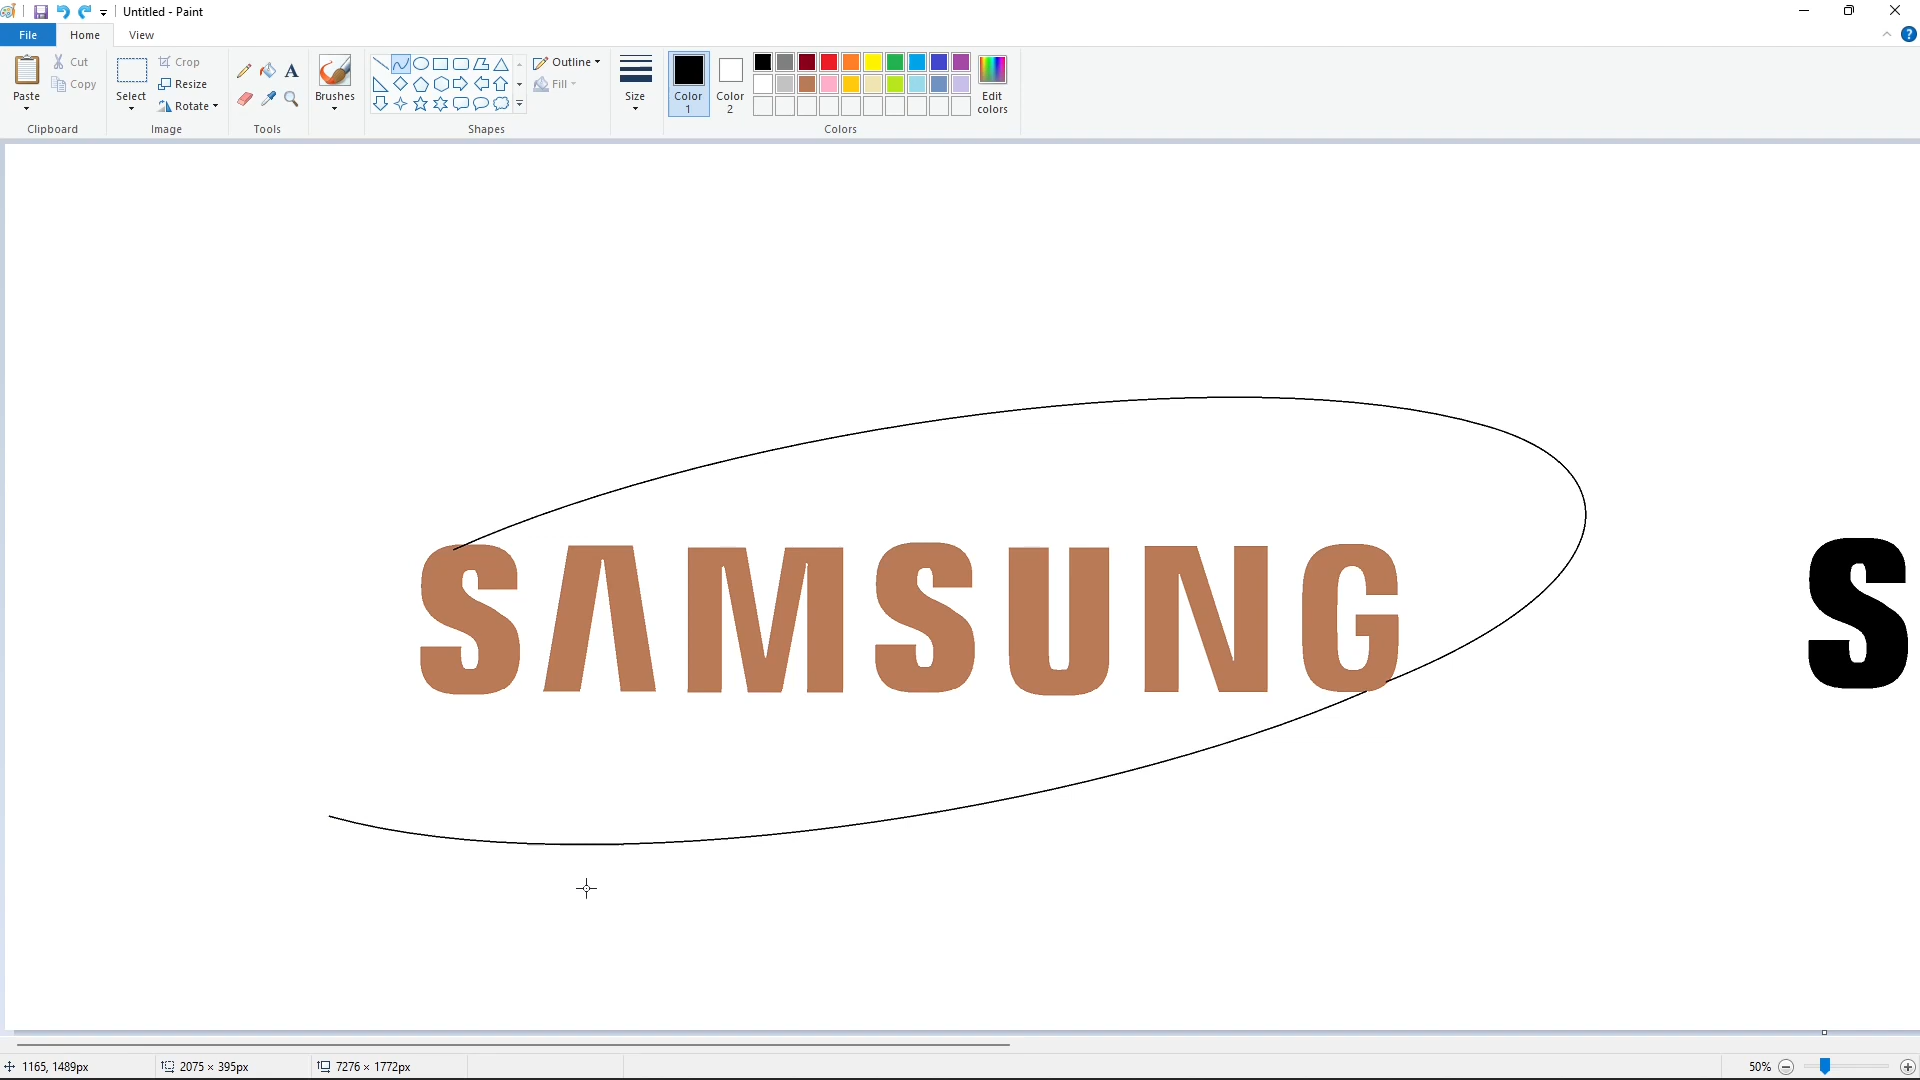 Untitled - Paint
File
Home
View
Paste
Cut
Copy
Clipboard
Select
Crop
Resize
Rotate
Image
A
Tools
Brushes
Outline
Fill
Shapes
Size
Color 1
Color 2
Edit colors
Colors
?
SAMSUNG
S
1165, 1489px
2075 × 395px
7276 × 1772px
50%